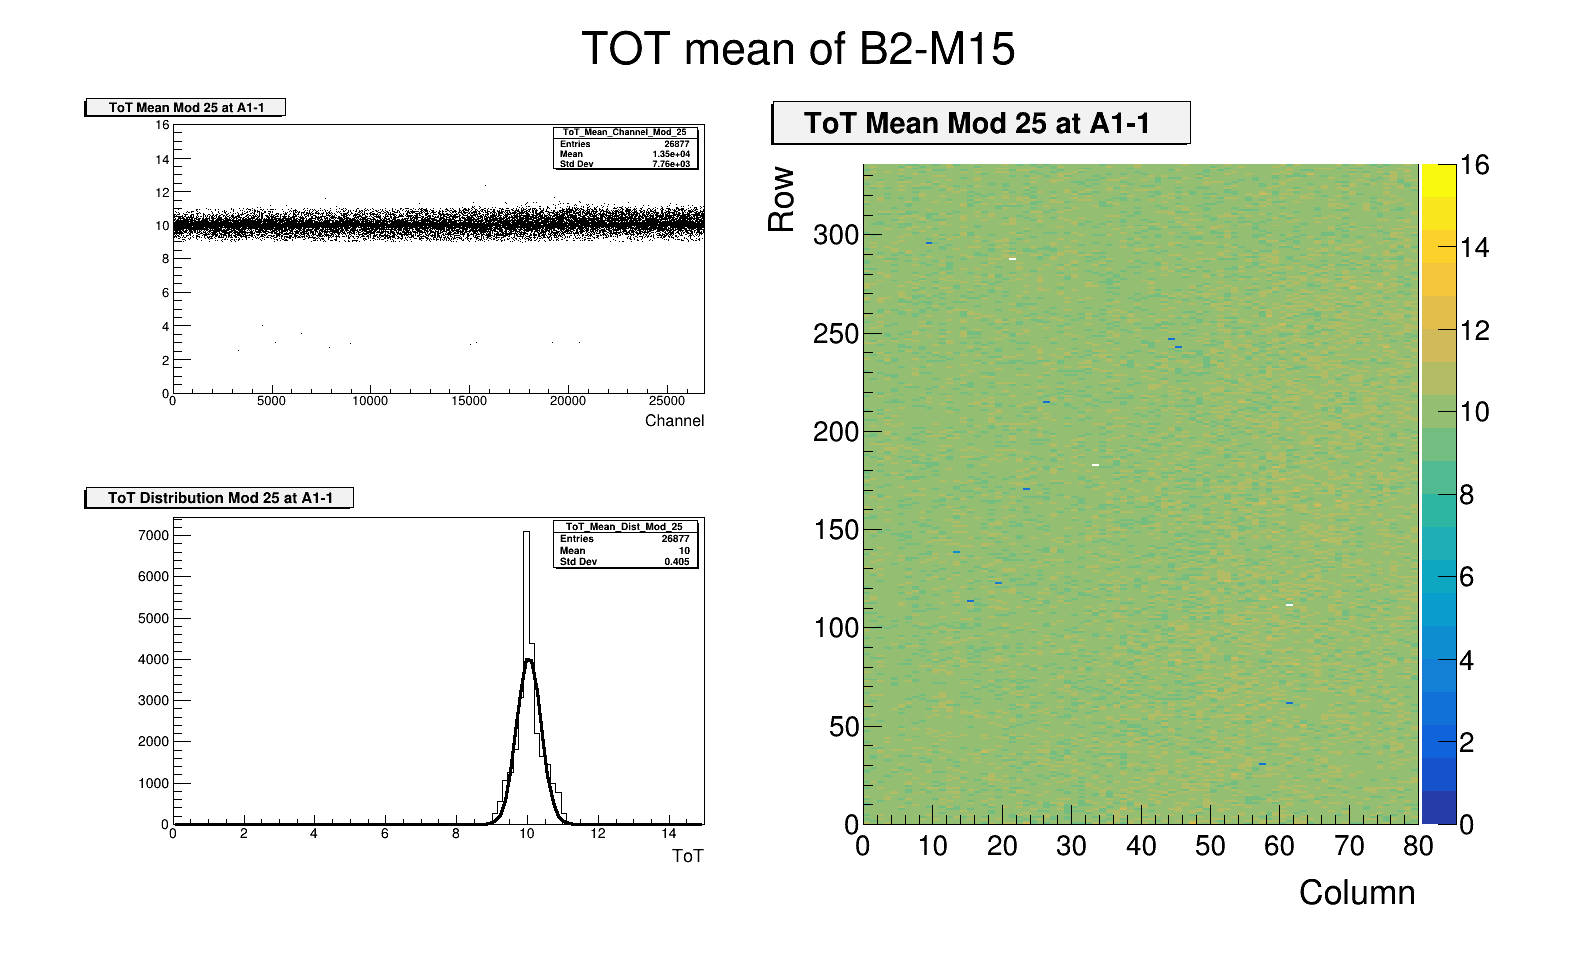 TOT mean of B2-M15
ToT Mean Mod 25 at A1-1
ToT_Mean_Channel_Mod_25
Entries 26877
Mean 1.35e+04
Std Dev 7.76e+03
16
14
12
10
8
6
4
2
0
0 5000 10000 15000 20000 25000
Channel
ToT Distribution Mod 25 at A1-1
ToT_Mean_Dist_Mod_25
Entries 26877
Mean 10
Std Dev 0.405
7000
6000
5000
4000
3000
2000
1000
0
0 2 4 6 8 10 12 14
ToT
ToT Mean Mod 25 at A1-1
Row
300
250
200
150
100
50
0
0 10 20 30 40 50 60 70 80
Column
16
14
12
10
8
6
4
2
0